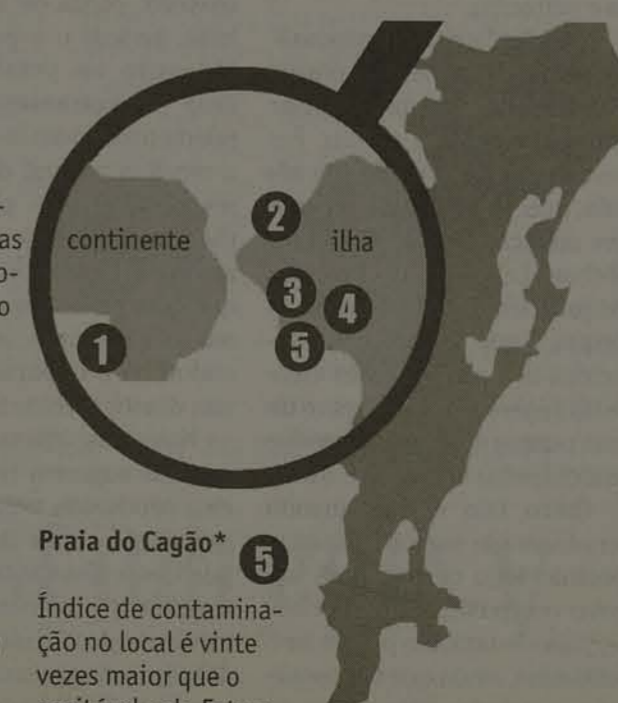 as
continente
ilha
o
1
2
3
4
5
Praia do Cagão*
5
Índice de contamina-
ção no local é vinte
vezes maior que o